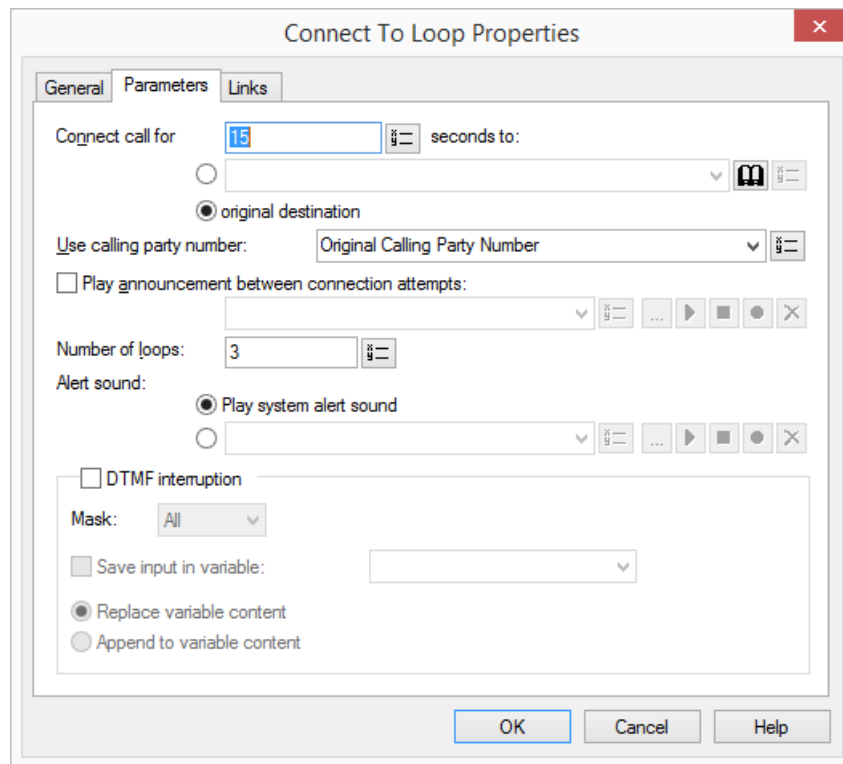 Connect To Loop Properties
General Parameters Links
Connect call for 15 seconds to:
original destination
Use calling party number: Original Calling Party Number
Play announcement between connection attempts:
...
Number of loops: 3
Alert sound:
Play system alert sound
...
DTMF interruption
Mask: All
Save input in variable:
Replace variable content
Append to variable content
OK Cancel Help